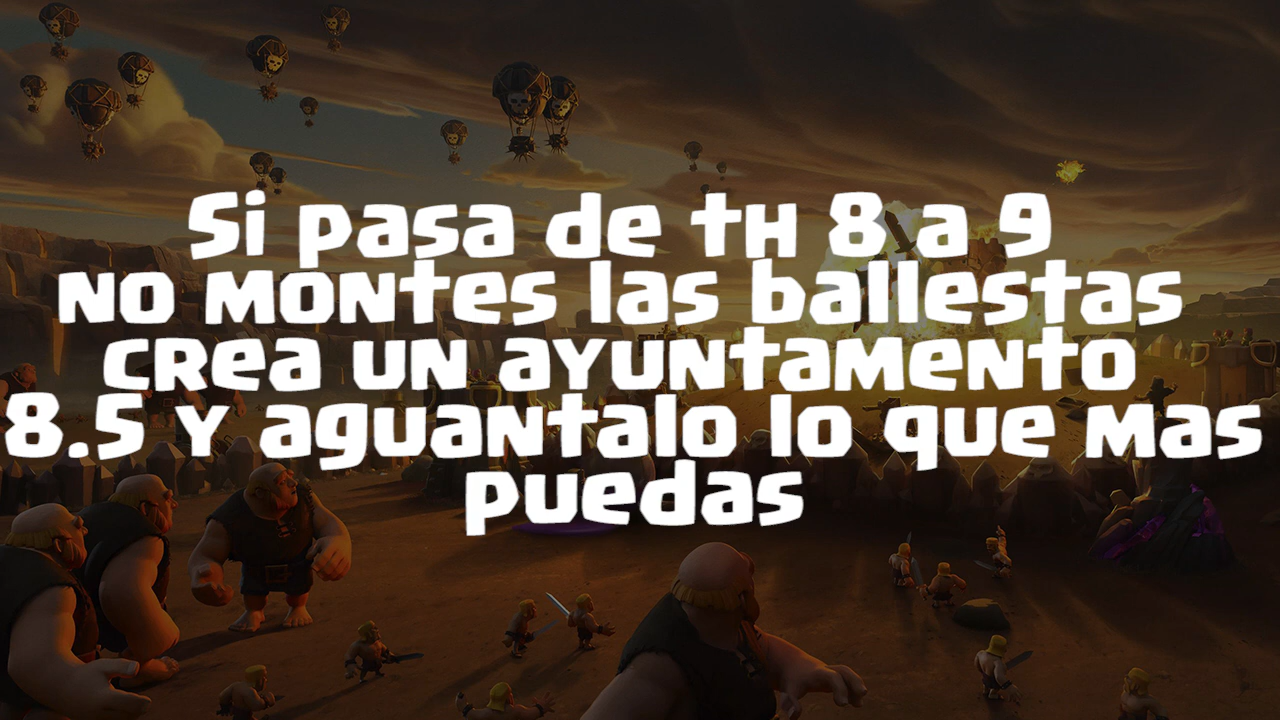 Si pasa de TH 8 a 9
no montes las ballestas
crea un ayuntamento
8.5 y aguantalo lo que mas
puedas